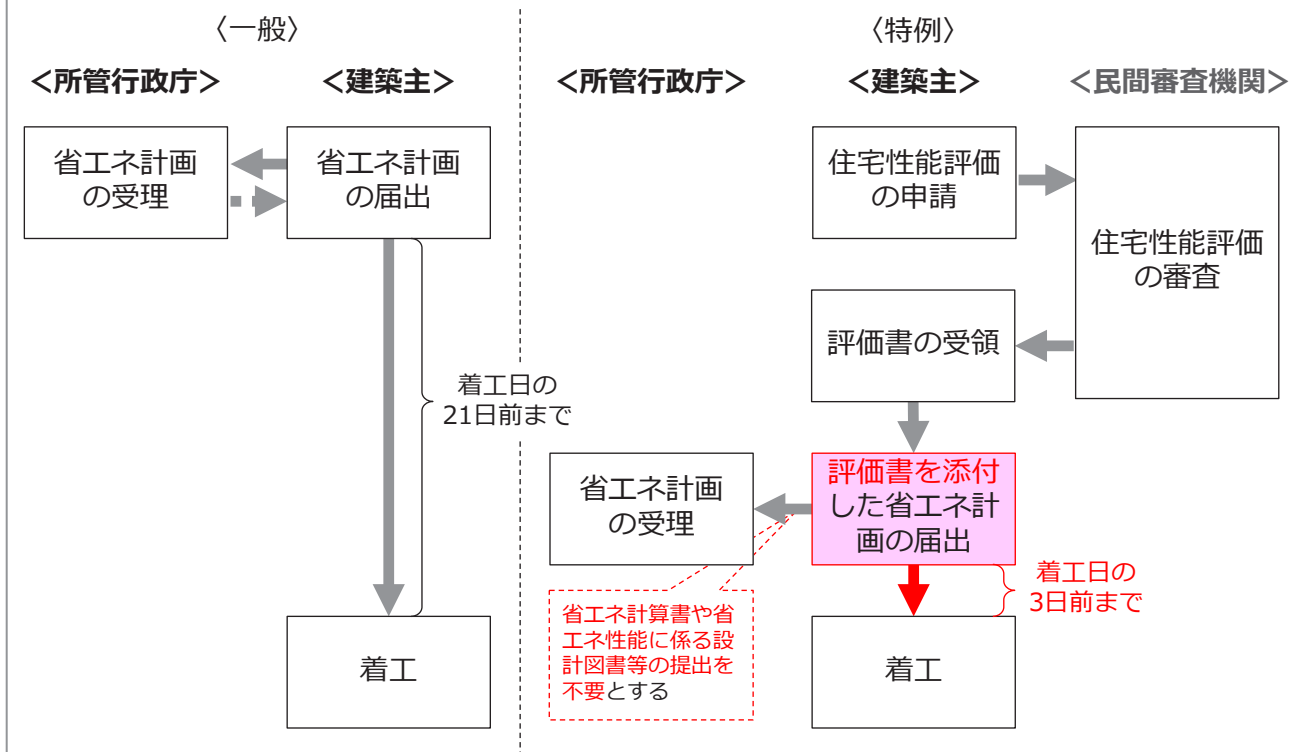 〈一般〉
<所管行政庁>
<建築主>
省エネ計画
の受理
省エネ計画
の届出
着工日の
21日前まで
着工
〈特例〉
<所管行政庁>
<建築主>
<民間審査機関>
住宅性能評価
の申請
住宅性能評価
の審査
評価書の受領
評価書を添付
した省エネ計
画の届出
省エネ計画
の受理
省エネ計算書や省
エネ性能に係る設
計図書等の提出を
不要とする
着工日の
3日前まで
着工